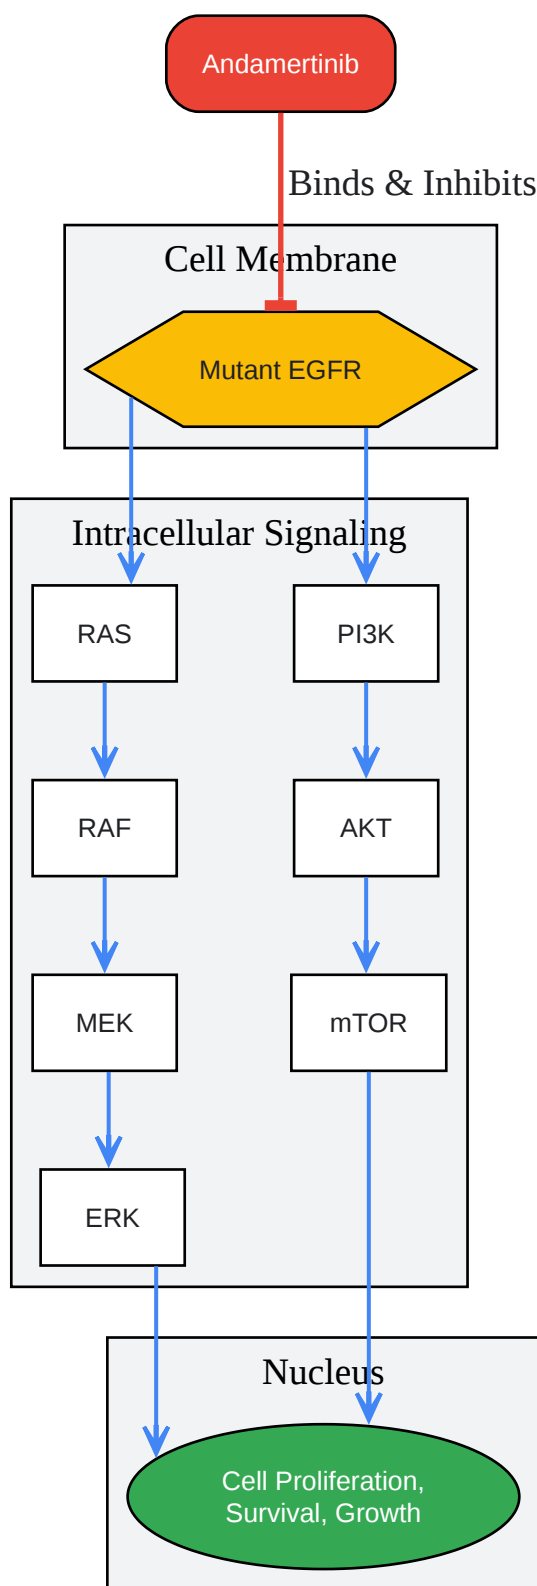 Andamertinib
Binds & Inhibits
Cell Membrane
Mutant EGFR
Intracellular Signaling
RAS
PI3K
RAF
AKT
MEK
mTOR
ERK
Nucleus
Cell Proliferation,
Survival, Growth